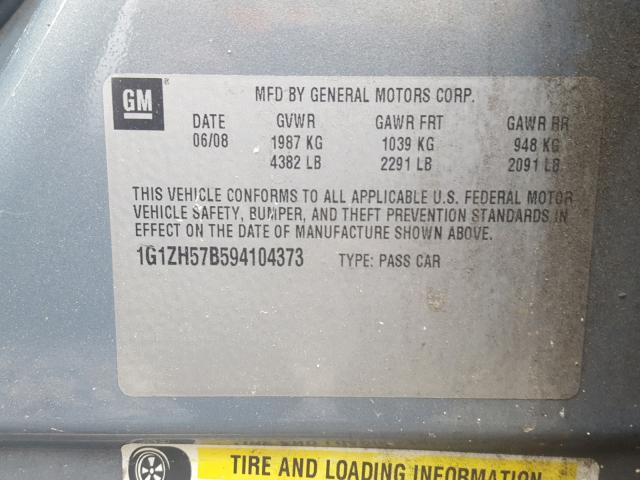 GM ®
MFD BY GENERAL MOTORS CORP.
DATE GVWR GAWR FRT GAWR RR
06/08 1987 KG 1039 KG 948 KG
4382 LB 2291 LB 2091 LB
THIS VEHICLE CONFORMS TO ALL APPLICABLE U.S. FEDERAL MOTOR
VEHICLE SAFETY, BUMPER, AND THEFT PREVENTION STANDARDS IN
EFFECT ON THE DATE OF MANUFACTURE SHOWN ABOVE.
1G1ZH57B594104373 TYPE: PASS CAR
TIRE AND LOADING INFORMATION